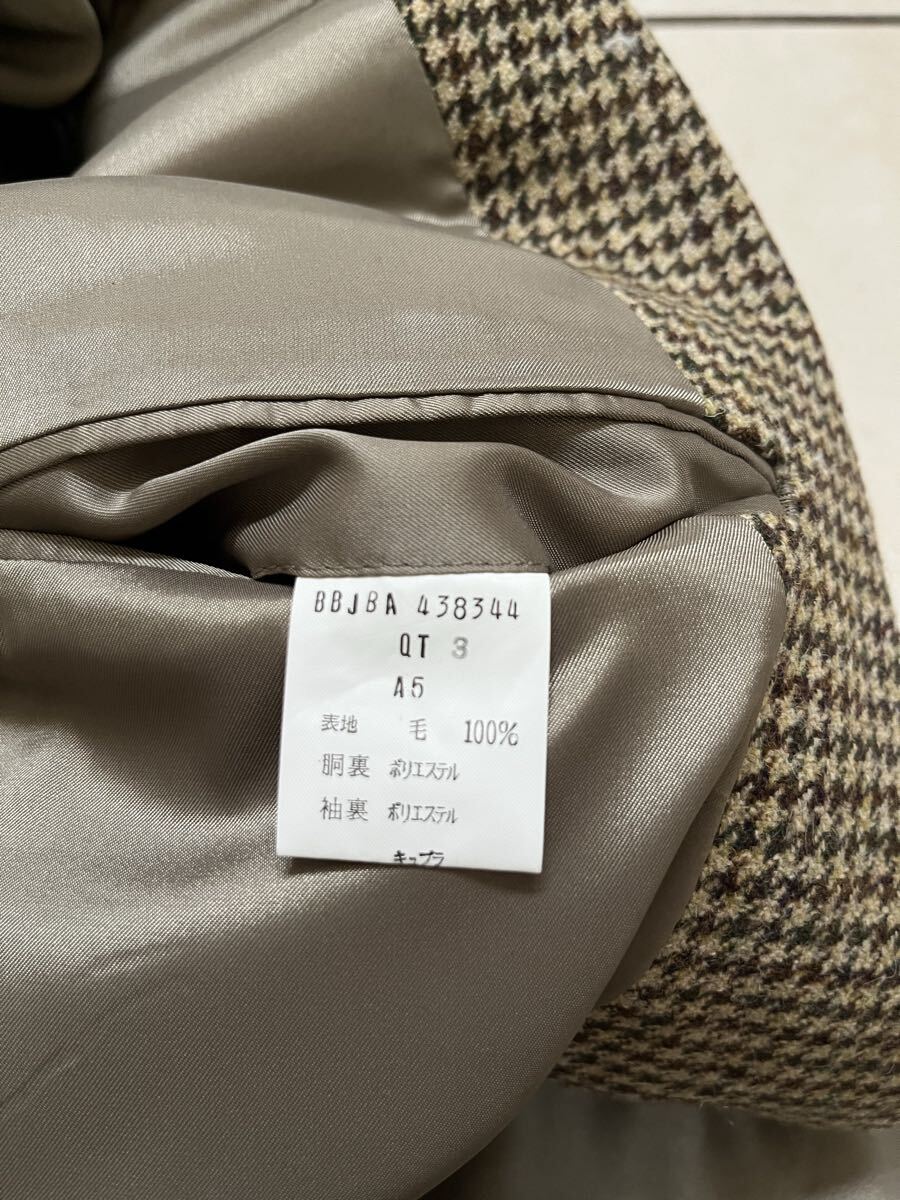 BBJBA 438344
QT 3
A5
表地 毛 100%
胴裏 ポリエステル
袖裏 ポリエステル
キュプラ